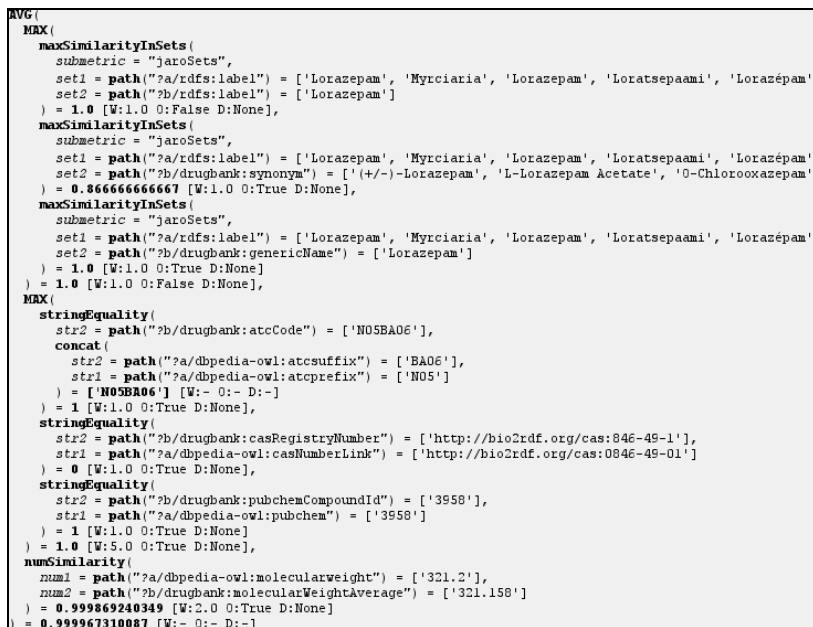 AVG(
  MAX(
    maxSimilarityInSets(
      submetric = "jaroSets",
      set1 = path("?a/rdfs:label") = ['Lorazepam', 'Myrciaria', 'Lorazepam', 'Loratsepaami', 'Lorazépam'
      set2 = path("?b/rdfs:label") = ['Lorazepam']
    ) = 1.0 [W:1.0 O:False D:None],
    maxSimilarityInSets(
      submetric = "jaroSets",
      set1 = path("?a/rdfs:label") = ['Lorazepam', 'Myrciaria', 'Lorazepam', 'Loratsepaami', 'Lorazépam'
      set2 = path("?b/drugbank:synonym") = ['(+/-)-Lorazepam', 'L-Lorazepam Acetate', 'O-Chlorooxazepam'
    ) = 0.866666666667 [W:1.0 O:True D:None],
    maxSimilarityInSets(
      submetric = "jaroSets",
      set1 = path("?a/rdfs:label") = ['Lorazepam', 'Myrciaria', 'Lorazepam', 'Loratsepaami', 'Lorazépam'
      set2 = path("?b/drugbank:genericName") = ['Lorazepam']
    ) = 1.0 [W:1.0 O:True D:None]
  ) = 1.0 [W:1.0 O:False D:None],
  MAX(
    stringEquality(
      str2 = path("?b/drugbank:atcCode") = ['N05BA06'],
      concat(
        str2 = path("?a/dbpedia-owl:atcsuffix") = ['BA06'],
        str1 = path("?a/dbpedia-owl:atcprefix") = ['N05']
      ) = ['N05BA06'] [W:- O:- D:-]
    ) = 1 [W:1.0 O:True D:None],
    stringEquality(
      str2 = path("?b/drugbank:casRegistryNumber") = ['http://bio2rdf.org/cas:846-49-1'],
      str1 = path("?a/dbpedia-owl:casNumberLink") = ['http://bio2rdf.org/cas:0846-49-01']
    ) = 0 [W:1.0 O:True D:None],
    stringEquality(
      str2 = path("?b/drugbank:pubchemCompoundId") = ['3958'],
      str1 = path("?a/dbpedia-owl:pubchem") = ['3958']
    ) = 1 [W:1.0 O:True D:None]
  ) = 1.0 [W:5.0 O:True D:None],
  numSimilarity(
    num1 = path("?a/dbpedia-owl:molecularweight") = ['321.2'],
    num2 = path("?b/drugbank:molecularWeightAverage") = ['321.158']
  ) = 0.999869240349 [W:2.0 O:True D:None]
) = 0.999967310087 [W:- O:- D:-]